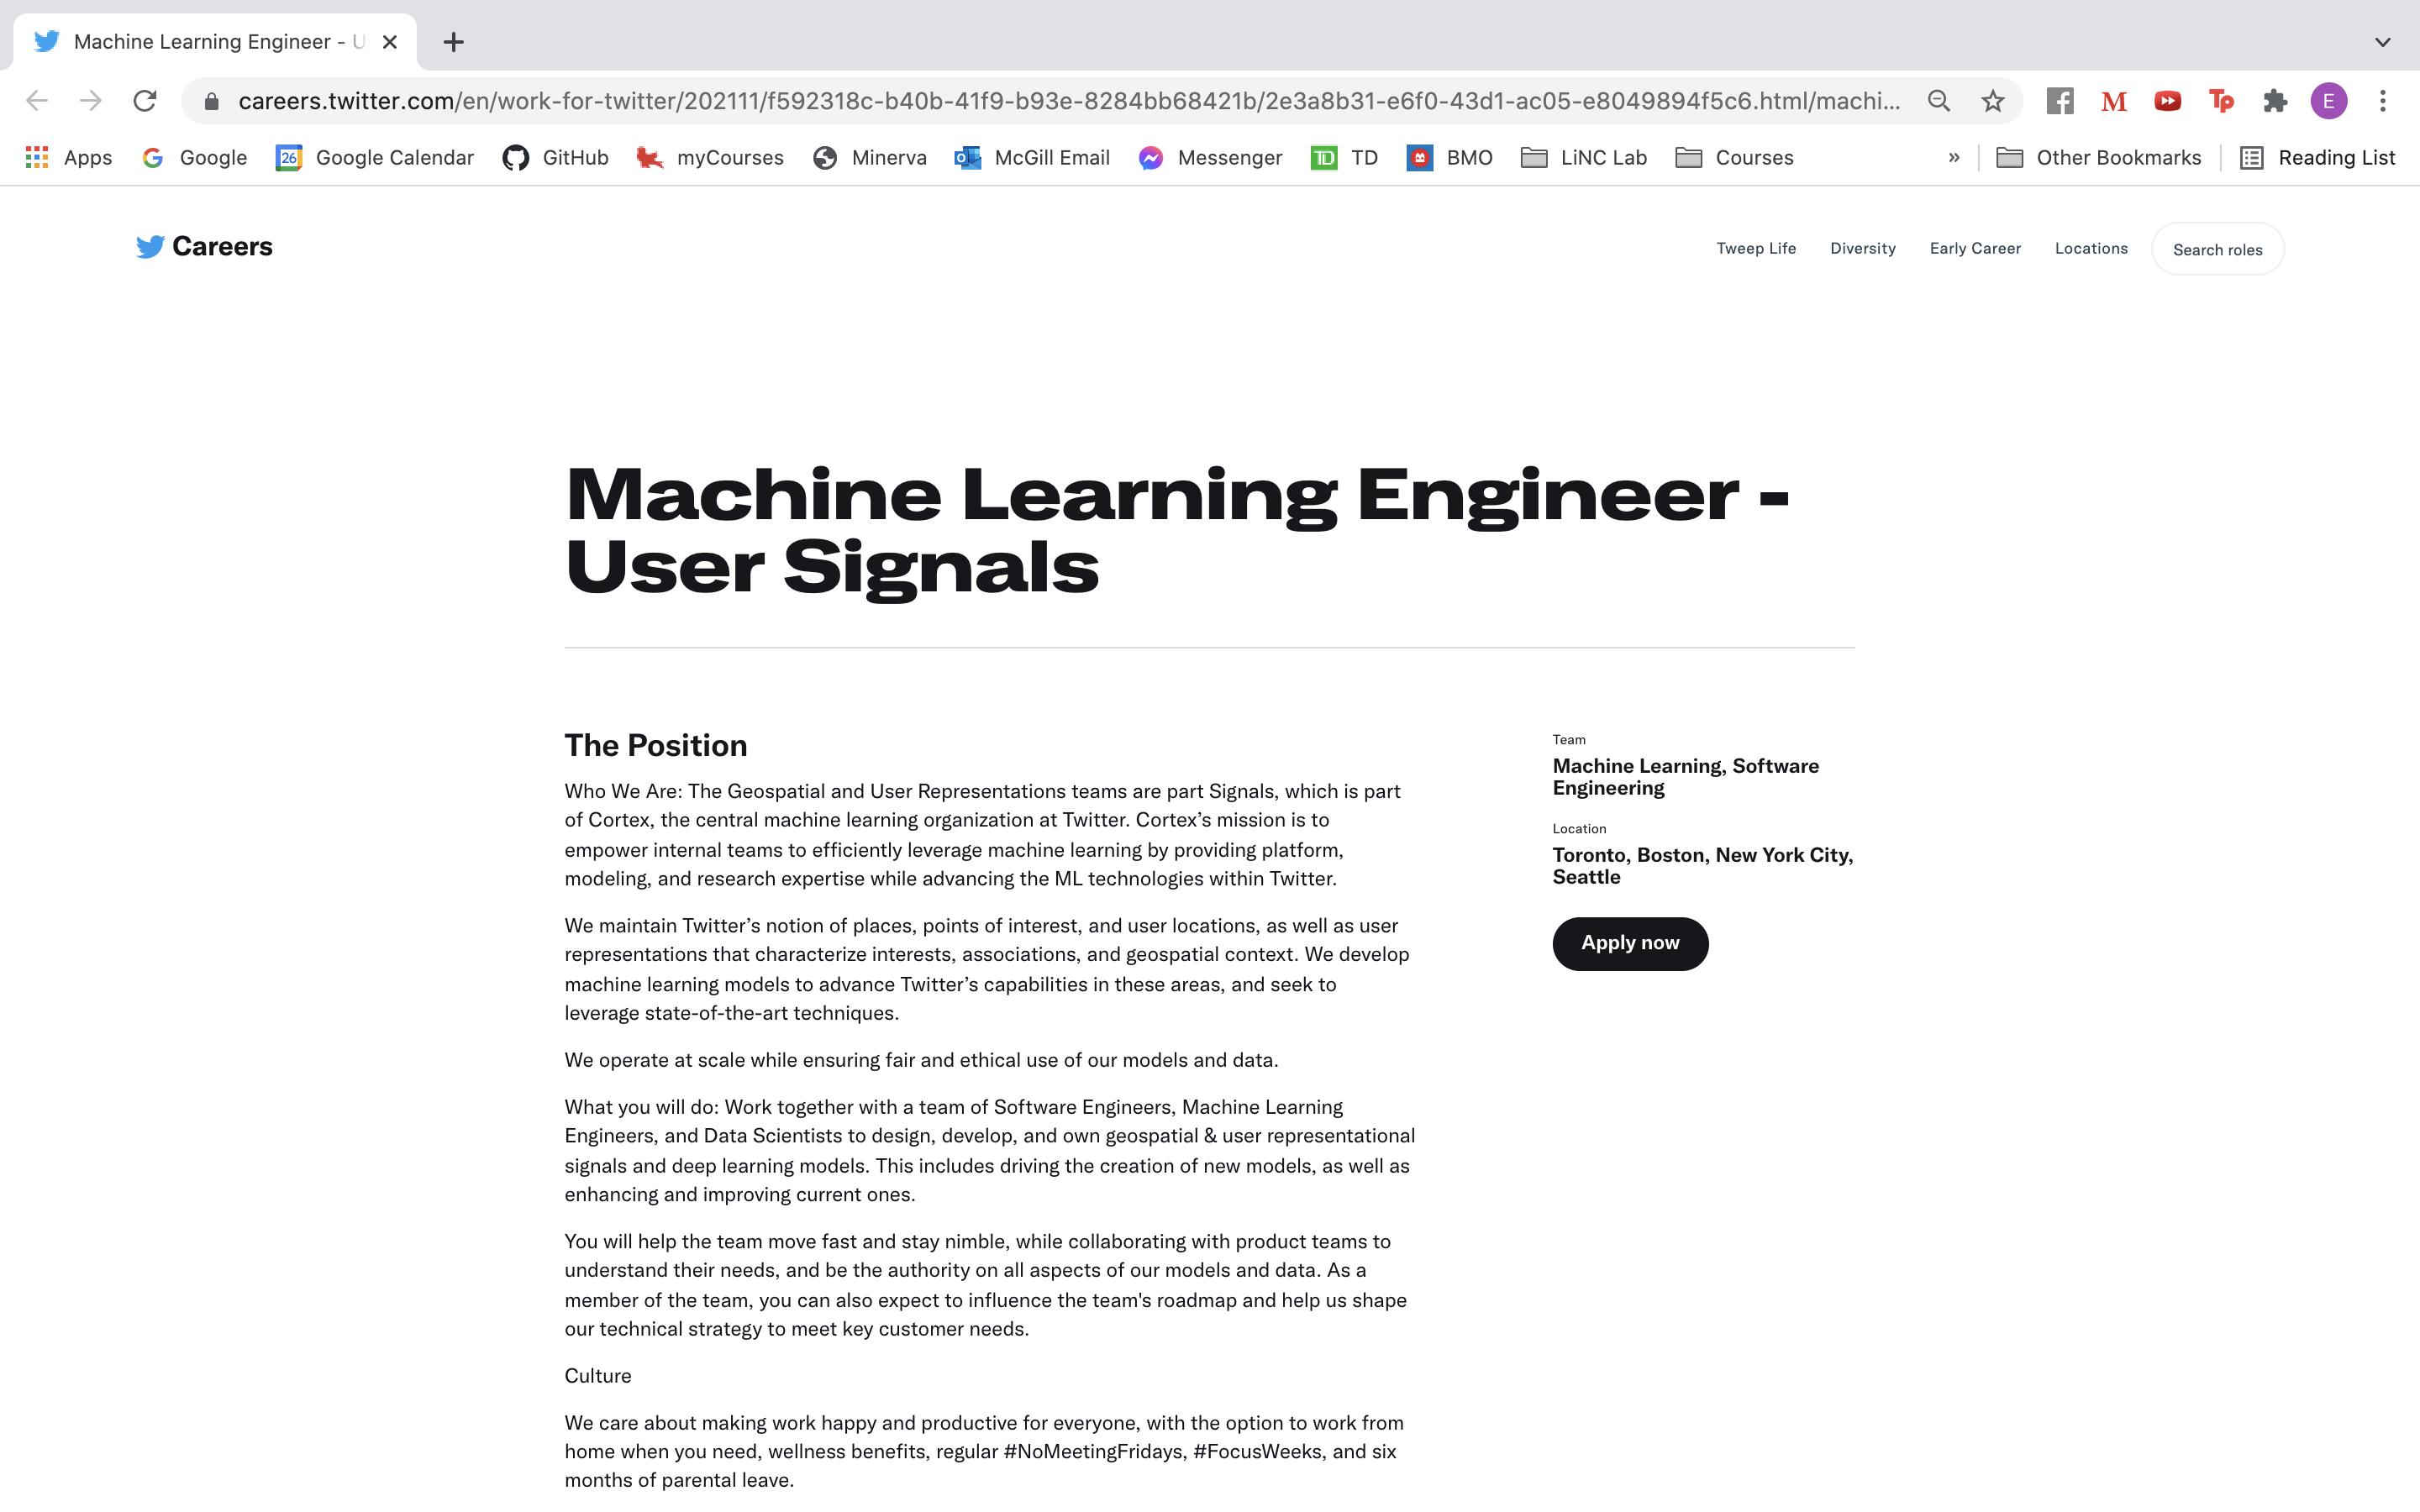 Machine Learning Engineer -
careers.twitter.com/en/work-for-twitter/202111/f592318c-b40b-41f9-b93e-8284bb68421b/2e3a8b31-e6f0-43d1-ac05-e8049894f5c6.html/machi...
M Tp E
Apps Google 26 Google Calendar GitHub myCourses Minerva McGill Email Messenger TD TD BMO LiNC Lab Courses » Other Bookmarks Reading List
Careers
Tweep Life Diversity Early Career Locations Search roles
Machine Learning Engineer -
User Signals
The Position
Who We Are: The Geospatial and User Representations teams are part Signals, which is part
of Cortex, the central machine learning organization at Twitter. Cortex’s mission is to
empower internal teams to efficiently leverage machine learning by providing platform,
modeling, and research expertise while advancing the ML technologies within Twitter.
We maintain Twitter’s notion of places, points of interest, and user locations, as well as user
representations that characterize interests, associations, and geospatial context. We develop
machine learning models to advance Twitter’s capabilities in these areas, and seek to
leverage state-of-the-art techniques.
We operate at scale while ensuring fair and ethical use of our models and data.
What you will do: Work together with a team of Software Engineers, Machine Learning
Engineers, and Data Scientists to design, develop, and own geospatial & user representational
signals and deep learning models. This includes driving the creation of new models, as well as
enhancing and improving current ones.
You will help the team move fast and stay nimble, while collaborating with product teams to
understand their needs, and be the authority on all aspects of our models and data. As a
member of the team, you can also expect to influence the team's roadmap and help us shape
our technical strategy to meet key customer needs.
Culture
We care about making work happy and productive for everyone, with the option to work from
home when you need, wellness benefits, regular #NoMeetingFridays, #FocusWeeks, and six
months of parental leave.
Team
Machine Learning, Software
Engineering
Location
Toronto, Boston, New York City,
Seattle
Apply now